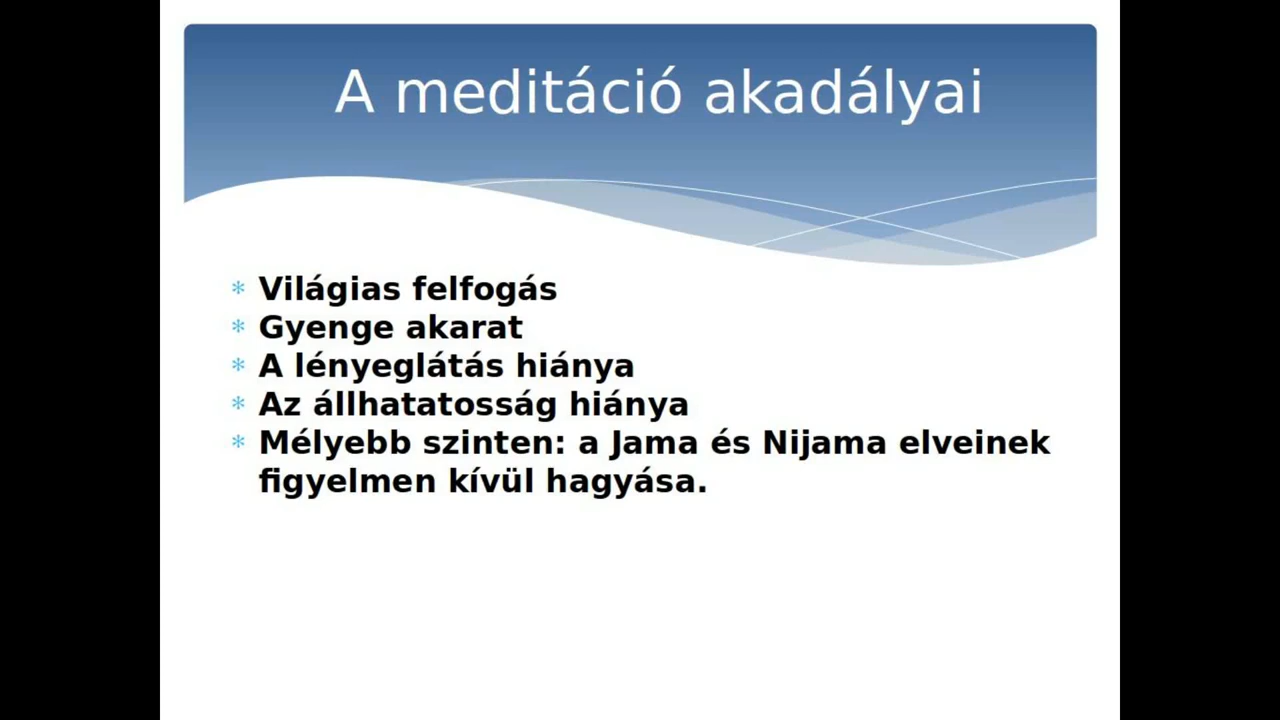 A meditáció akadályai
* Világias felfogás
* Gyenge akarat
* A lényeglátás hiánya
* Az állhatatosság hiánya
* Mélyebb szinten: a Jama és Nijama elveinek
figyelmen kívül hagyása.